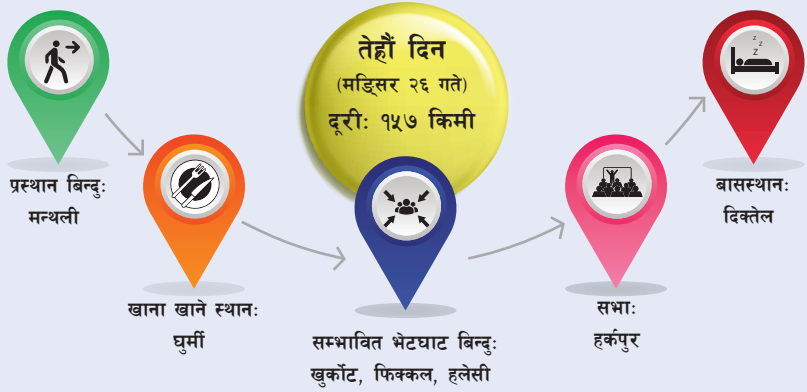 तेह्रौं दिन
(मङ्सिर २६ गते)
दूरी: १५७ किमी
प्रस्थान बिन्दु:
मन्थली
खाना खाने स्थान:
घुर्मी
सम्भावित भेटघाट बिन्दु:
खुर्कोट, फिक्कल, हलेसी
सभा:
हर्कपुर
बासस्थान:
दिक्तेल
z
z
z